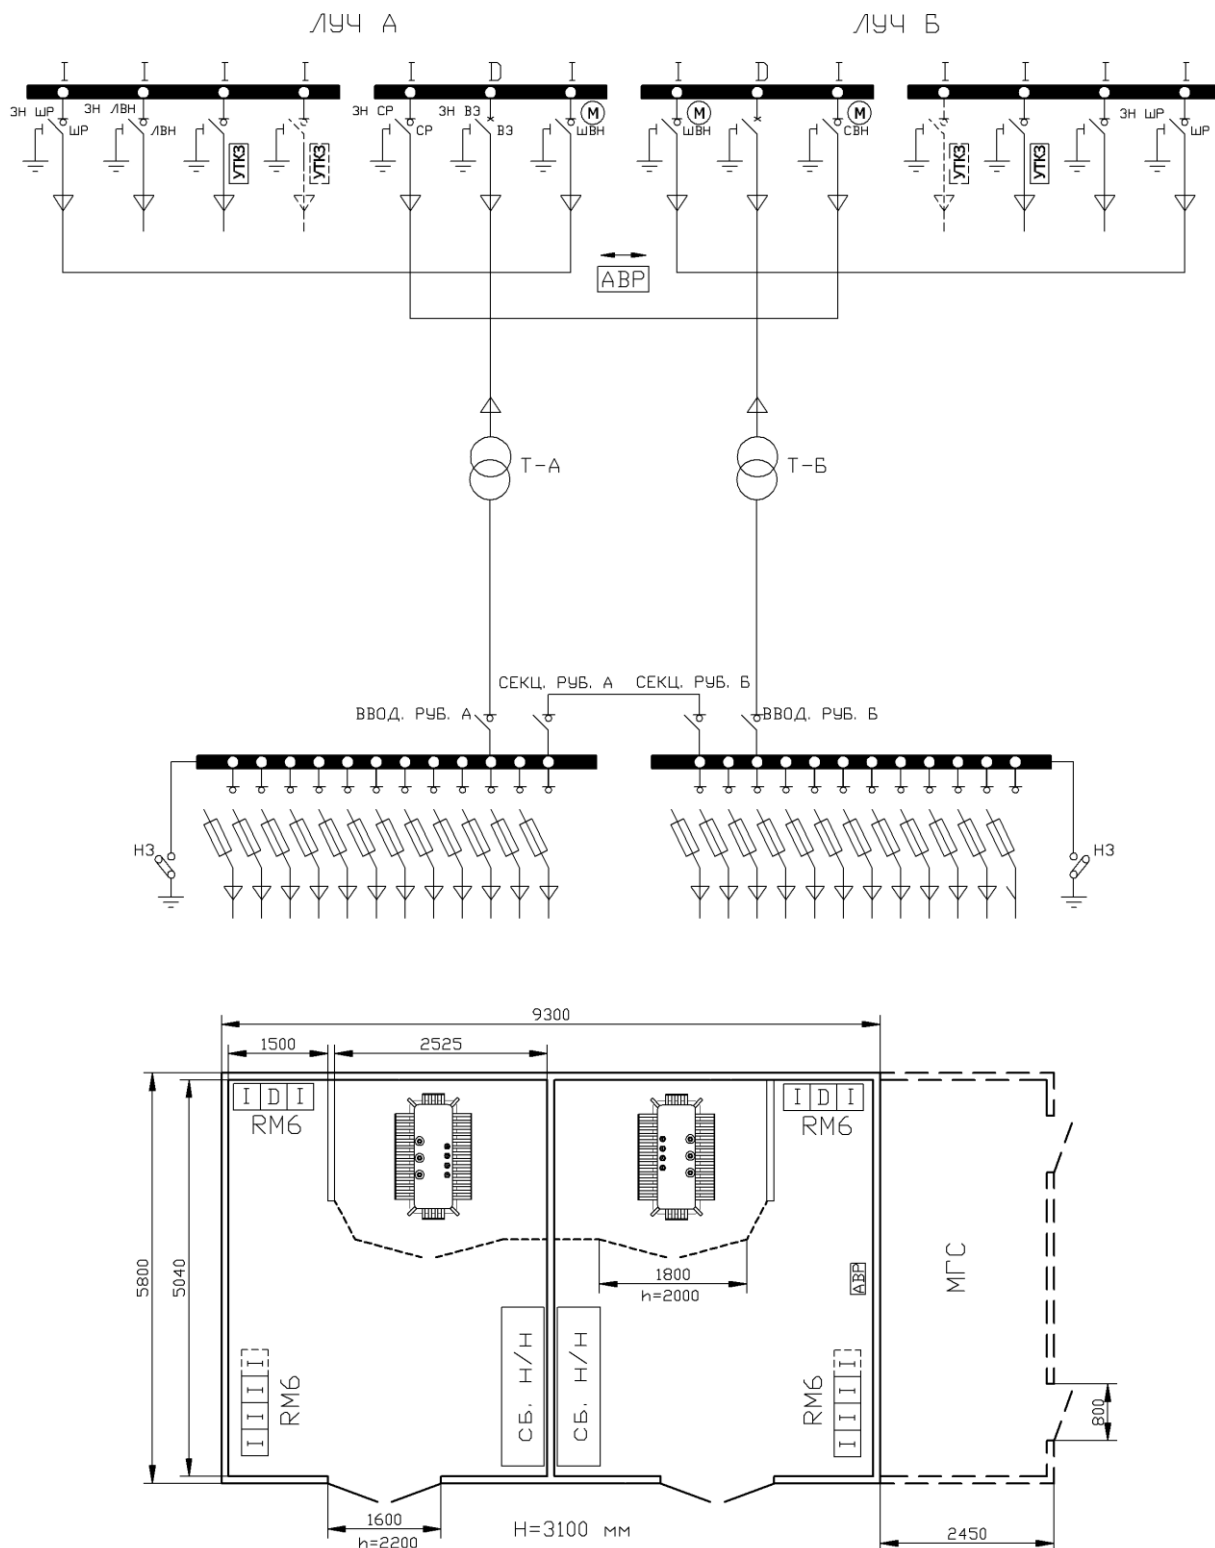 ЛУЧ А
ЛУЧ Б
I I I I I D I I D I I I I I
ЗН ШР ЗН ЛВН ЗН СР ЗН ВЭ М М М ЗН ШР
ШР ЛВН СР ВЭ ШВН ШВН СВН ШР
УТКЗ УТКЗ УТКЗ УТКЗ
АВР
Т-А
Т-Б
СЕКЦ. РУБ. А СЕКЦ. РУБ. Б
ВВОД. РУБ. А
ВВОД. РУБ. Б
НЗ
НЗ
9300
1500
2525
I D I
RM6
I D I
RM6
5800
5040
1800
h=2000
АВР
МГС
I
I
I
I
RM6
СБ. Н/Н
СБ. Н/Н
RM6
I
I
I
I
800
1600
h=2200
Н=3100 мм
2450